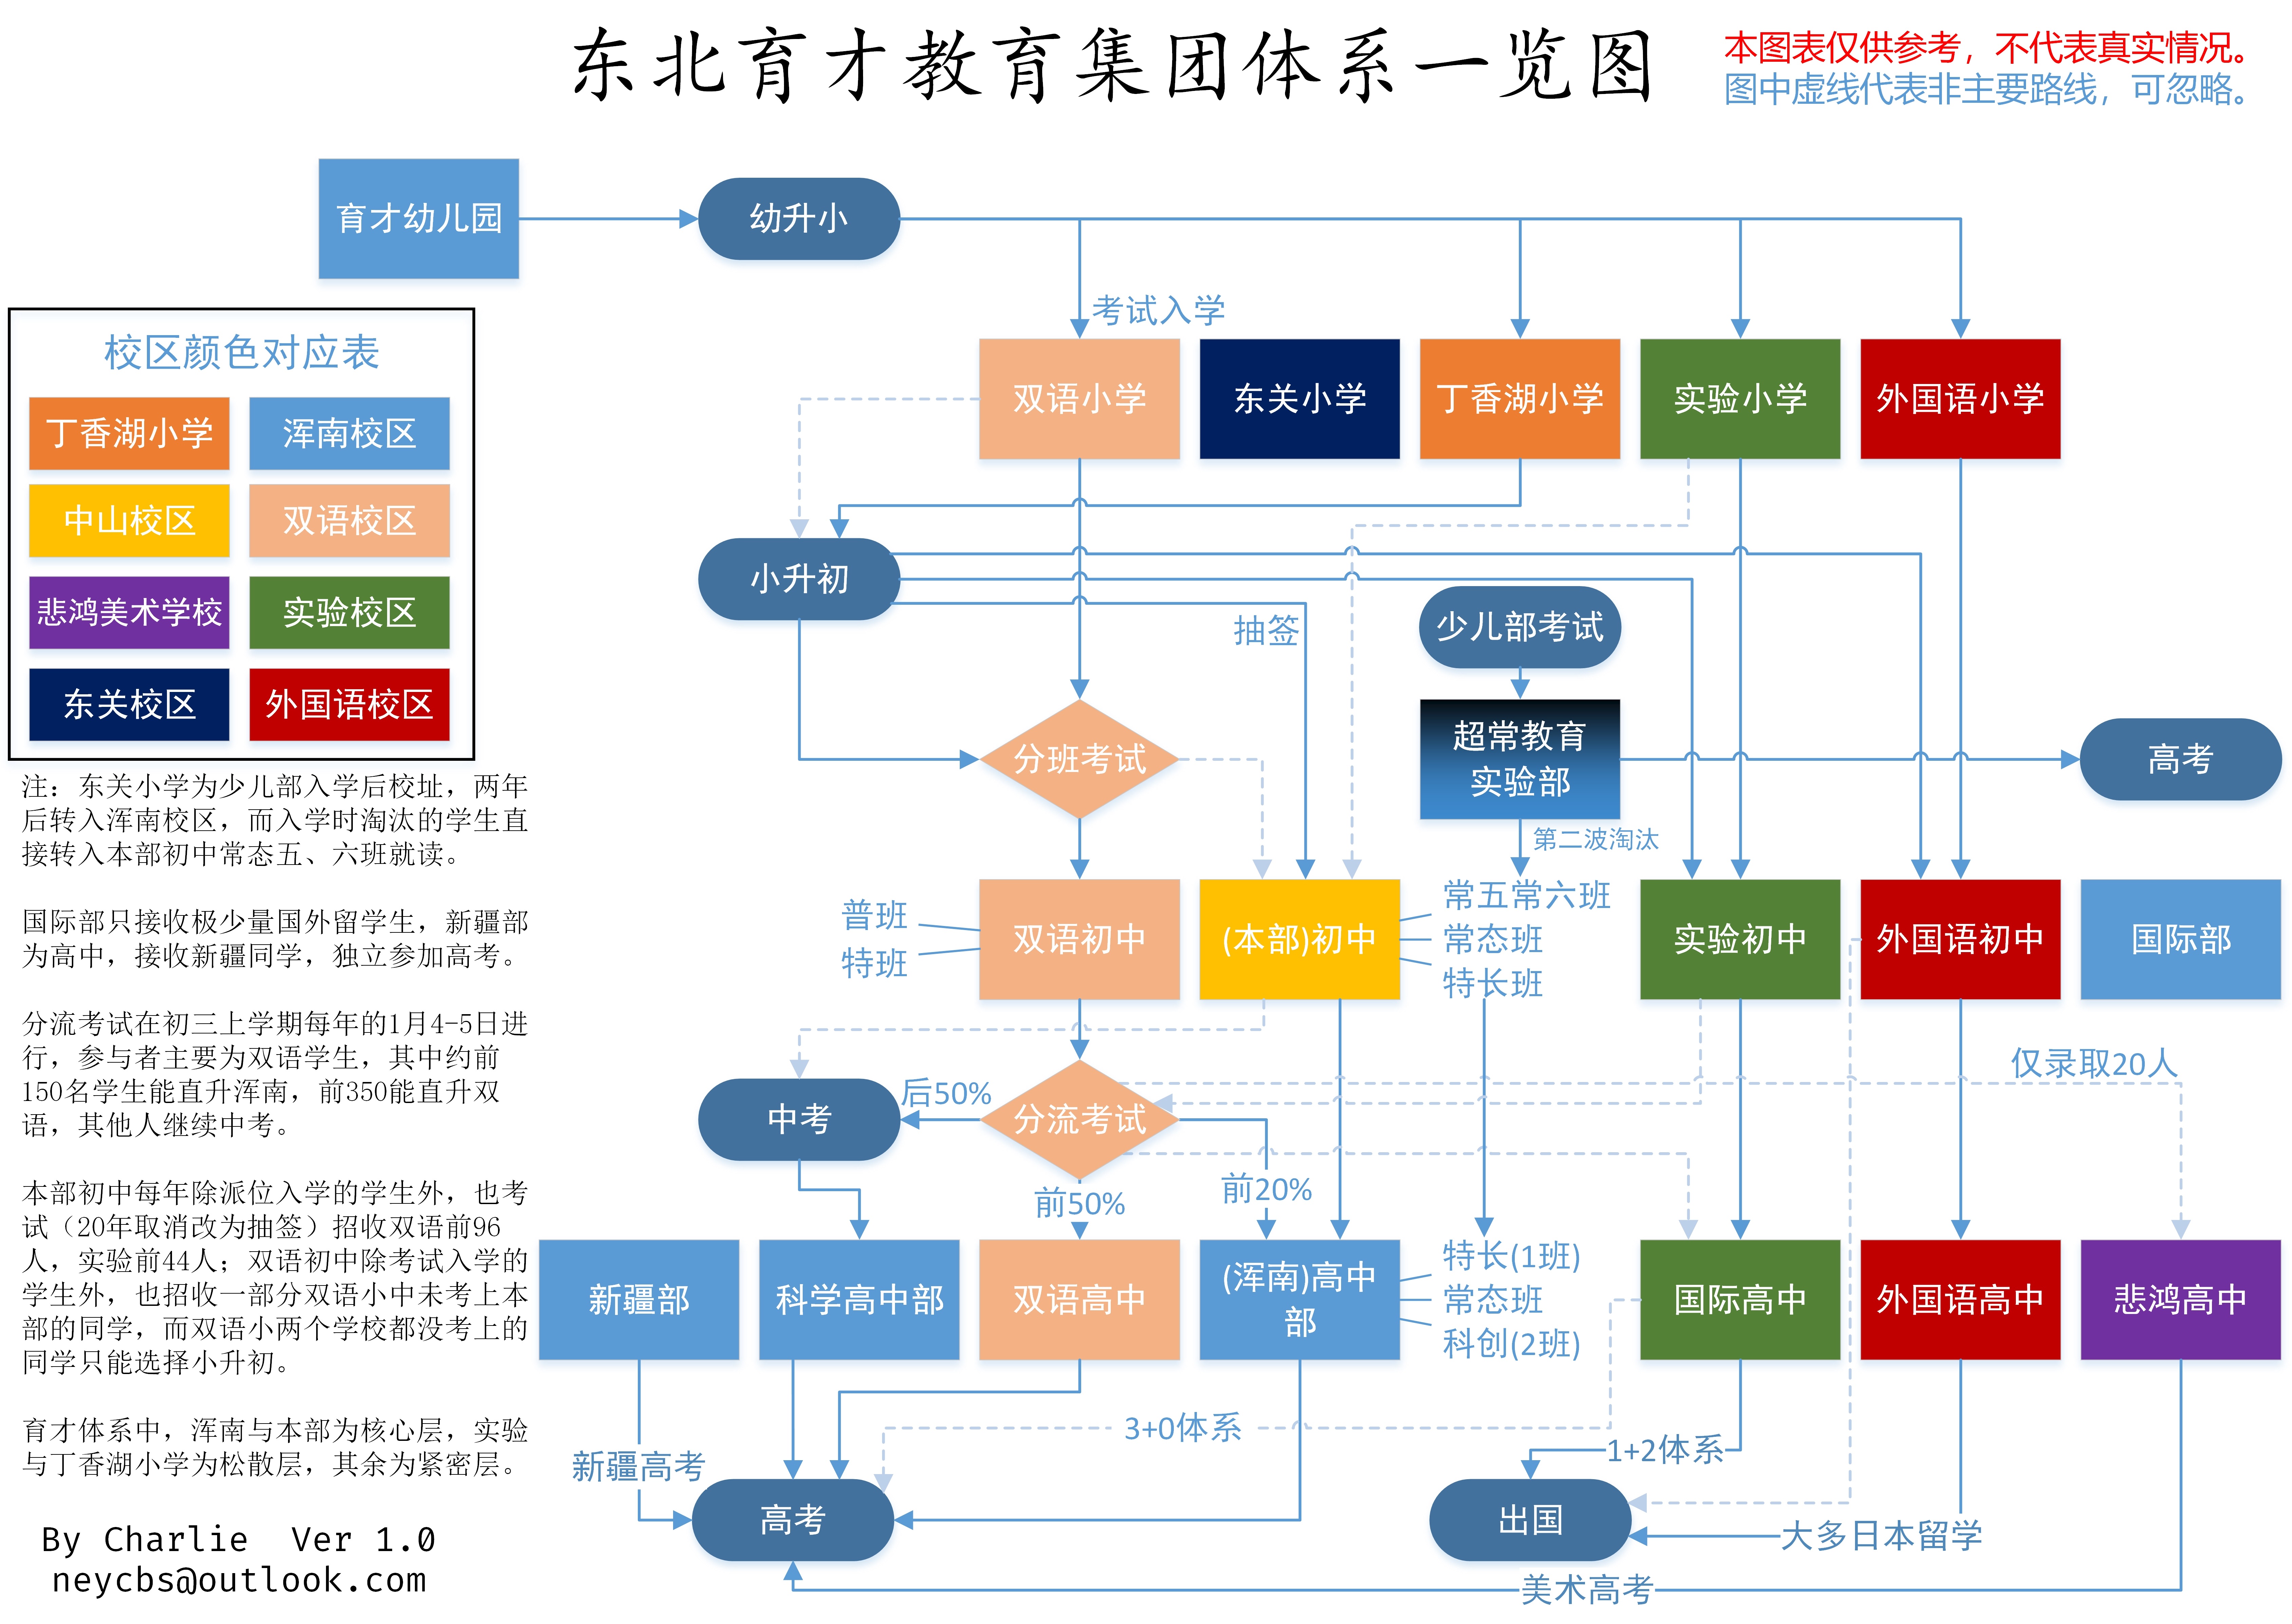 东北育才教育集团体系一览图
本图表仅供参考，不代表真实情况。
图中虚线代表非主要路线，可忽略。
育才幼儿园
幼升小
考试入学
双语小学
东关小学
丁香湖小学
实验小学
外国语小学
校区颜色对应表
丁香湖小学
浑南校区
中山校区
双语校区
悲鸿美术学校
实验校区
东关校区
外国语校区
小升初
抽签
少儿部考试
分班考试
超常教育
实验部
高考
第二波淘汰
普班
特班
双语初中
(本部)初中
常五常六班
常态班
特长班
实验初中
外国语初中
国际部
仅录取20人
中考
后50%
分流考试
前50%
前20%
新疆部
科学高中部
双语高中
(浑南)高中
部
特长(1班)
常态班
科创(2班)
国际高中
外国语高中
悲鸿高中
3+0体系
1+2体系
新疆高考
高考
出国
大多日本留学
美术高考
注：东关小学为少儿部入学后校址，两年
后转入浑南校区，而入学时淘汰的学生直
接转入本部初中常态五、六班就读。
国际部只接收极少量国外留学生，新疆部
为高中，接收新疆同学，独立参加高考。
分流考试在初三上学期每年的1月4-5日进
行，参与者主要为双语学生，其中约前
150名学生能直升浑南，前350能直升双
语，其他人继续中考。
本部初中每年除派位入学的学生外，也考
试（20年取消改为抽签）招收双语前96
人，实验前44人；双语初中除考试入学的
学生外，也招收一部分双语小中未考上本
部的同学，而双语小两个学校都没考上的
同学只能选择小升初。
育才体系中，浑南与本部为核心层，实验
与丁香湖小学为松散层，其余为紧密层。
By Charlie  Ver 1.0
neycbs@outlook.com